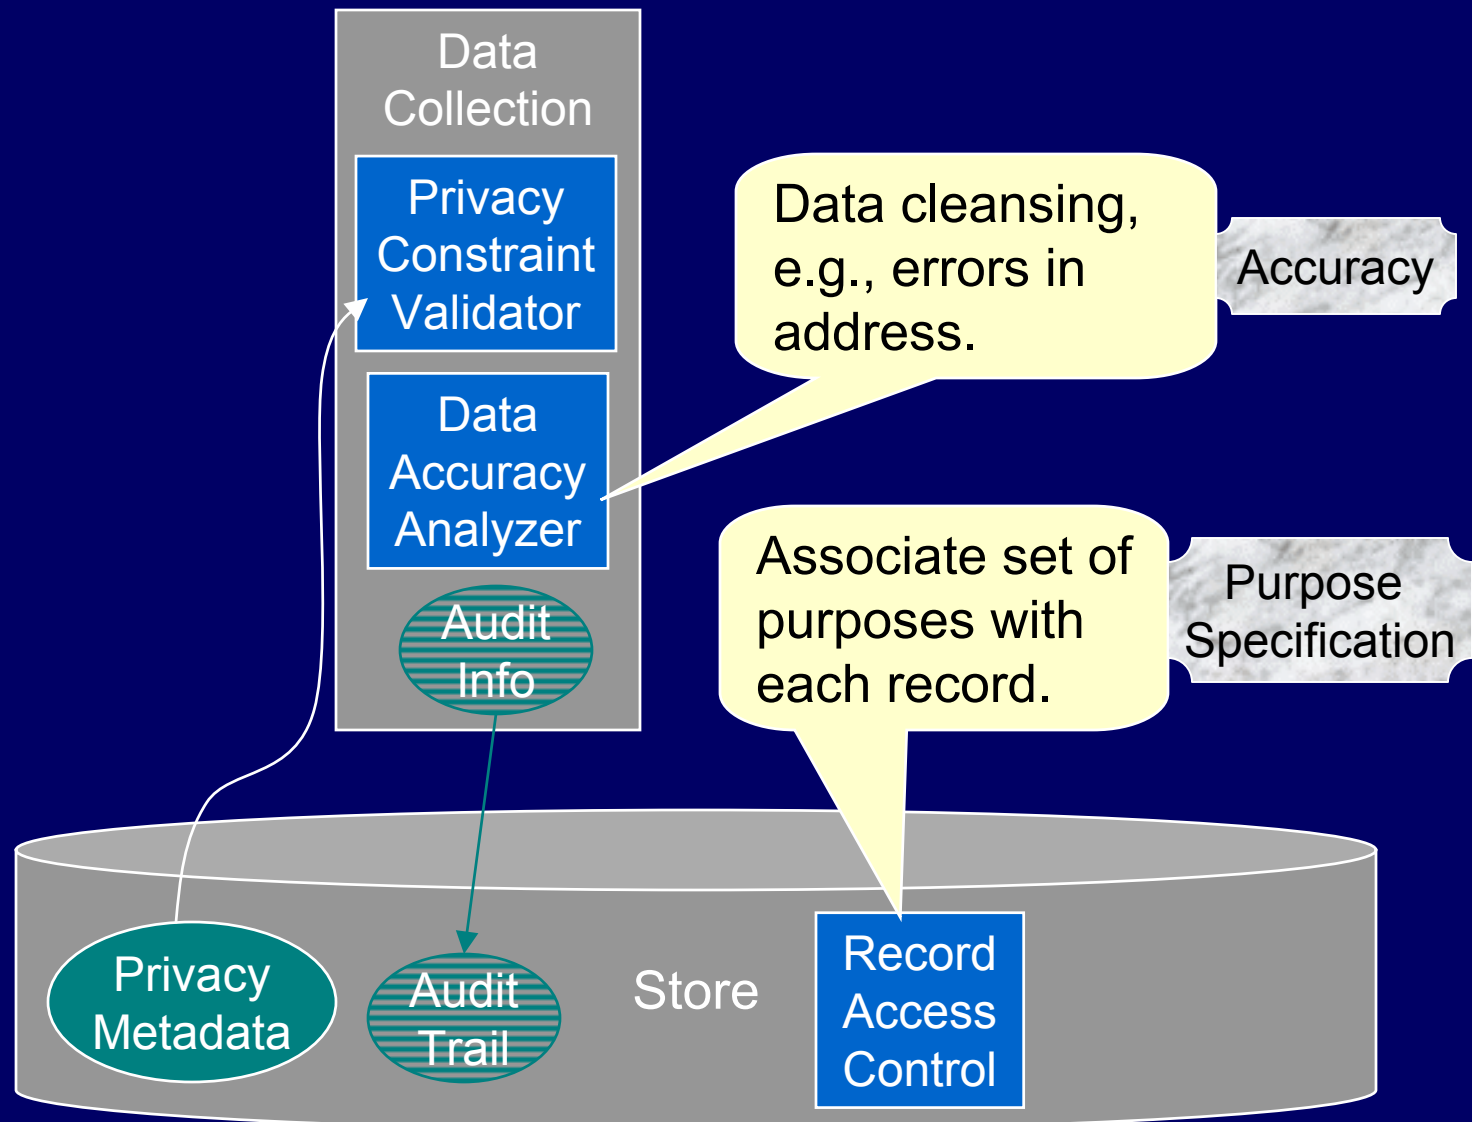 Data
Collection
Privacy
Constraint
Validator
Data cleansing,
e.g., errors in
address.
Accuracy
Data
Accuracy
Analyzer
Associate set of
purposes with
each record.
Purpose
Specification
Audit
Info
Privacy
Metadata
Audit
Trail
Store
Record
Access
Control